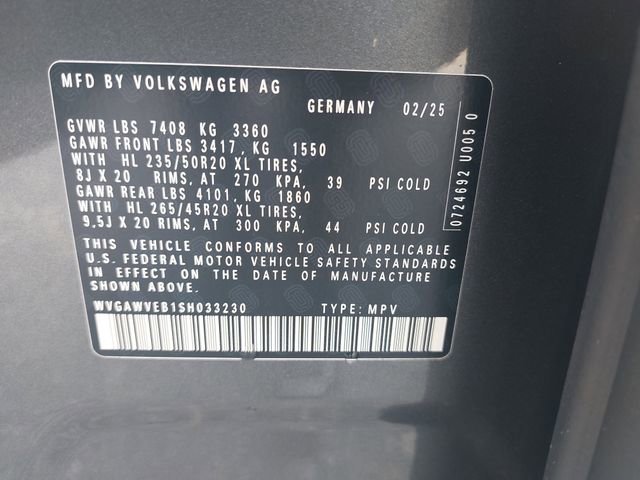 MFD BY VOLKSWAGEN AG
GERMANY 02/25
GVWR LBS 7408 KG 3360
GAWR FRONT LBS 3417, KG 1550
WITH HL 235/50R20 XL TIRES,
8J X 20 RIMS, AT 270 KPA, 39 PSI COLD
GAWR REAR LBS 4101, KG 1860
WITH HL 265/45R20 XL TIRES,
9,5J X 20 RIMS, AT 300 KPA, 44 PSI COLD
THIS VEHICLE CONFORMS TO ALL APPLICABLE
U.S. FEDERAL MOTOR VEHICLE SAFETY STANDARDS
IN EFFECT ON THE DATE OF MANUFACTURE
SHOWN ABOVE.
WVGAWVEB1SH033230 TYPE: MPV
0724692 U005 0